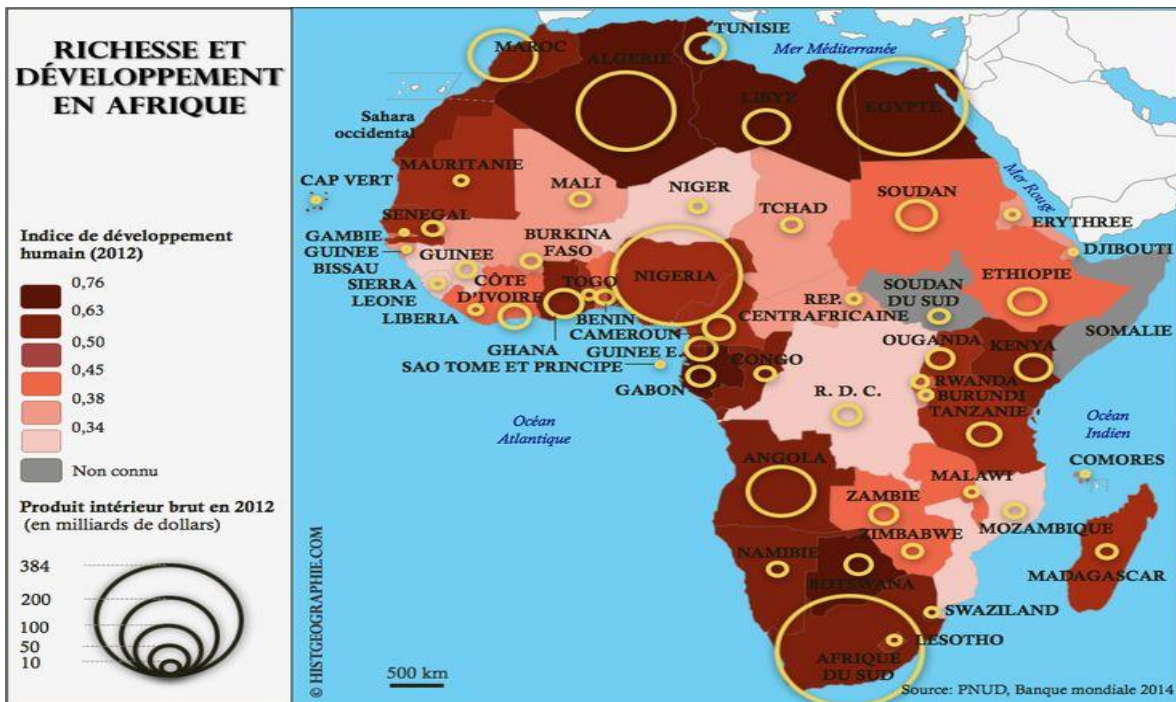 RICHESSE ET
DÉVELOPPEMENT
EN AFRIQUE
Indice de développement
humain (2012)
0,76
0,63
0,50
0,45
0,38
0,34
Non connu
Produit intérieur brut en 2012
(en milliards de dollars)
384
200
100
50
10
© HISTGEOGRAPHIE.COM
500 km
TUNISIE
Mer Méditerranée
MAROC
ALGERIE
LIBYE
EGYPTE
Sahara
occidental
MAURITANIE
CAP VERT
MALI
NIGER
TCHAD
SOUDAN
Mer Rouge
ERYTHREE
DJIBOUTI
SENEGAL
GAMBIE
GUINEE
BISSAU
GUINEE
BURKINA
FASO
NIGERIA
SIERRA
LEONE
LIBERIA
CÔTE
D'IVOIRE
TOGO
BENIN
GHANA
CAMEROUN
GUINEE E.
SAO TOME ET PRINCIPE
GABON
CONGO
REP.
CENTRAFRICAINE
SOUDAN
DU SUD
ETHIOPIE
SOMALIE
OUGANDA
KENYA
RWANDA
BURUNDI
TANZANIE
R. D. C.
Océan
Atlantique
Océan
Indien
COMORES
ANGOLA
MALAWI
ZAMBIE
MOZAMBIQUE
ZIMBABWE
NAMIBIE
BOTSWANA
MADAGASCAR
SWAZILAND
LESOTHO
AFRIQUE
DU SUD
Source: PNUD, Banque mondiale 2014